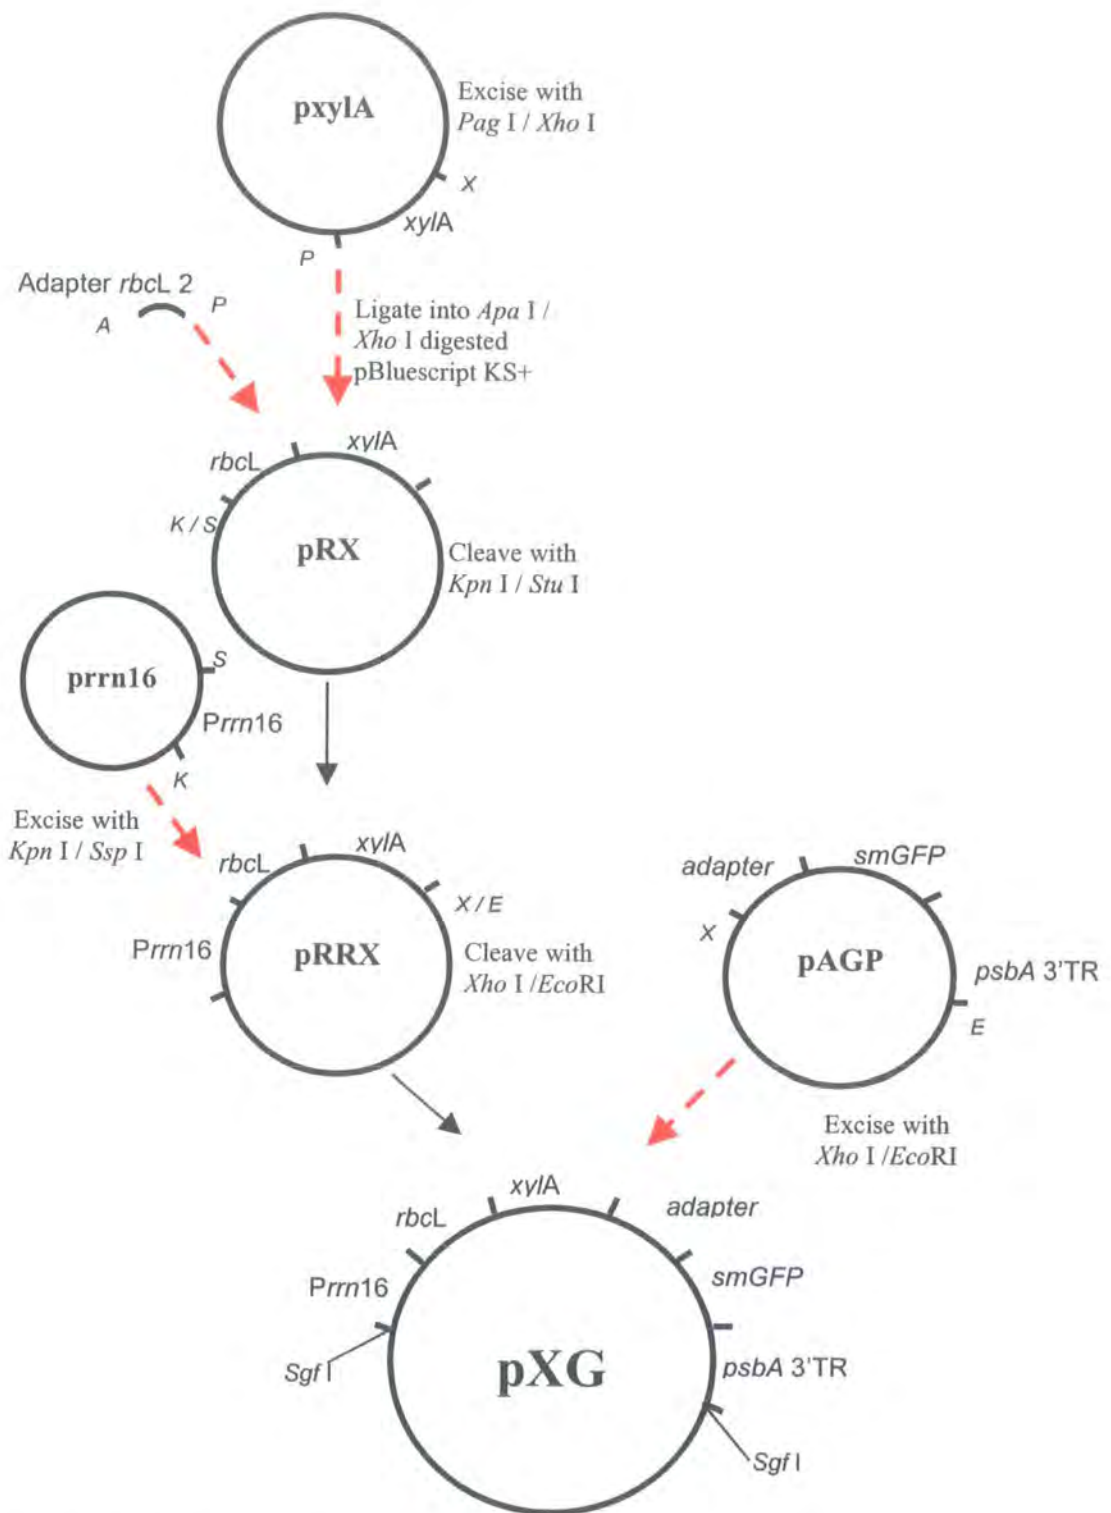 pxylA
Excise with
Pag I / Xho I
X
xylA
P
Adapter rbcL 2
P
A
Ligate into Apa I /
Xho I digested
pBluescript KS+
xylA
rbcL
K / S
pRX
Cleave with
Kpn I / Stu I
S
prrn16
Prrn16
K
Excise with
Kpn I / Ssp I
xylA
rbcL
X / E
Prrn16
pRRX
Cleave with
Xho I /EcoRI
adapter
smGFP
X
pAGP
psbA 3'TR
E
Excise with
Xho I /EcoRI
xylA
rbcL
adapter
Prrn16
smGFP
Sgf I
pXG
psbA 3'TR
Sgf I